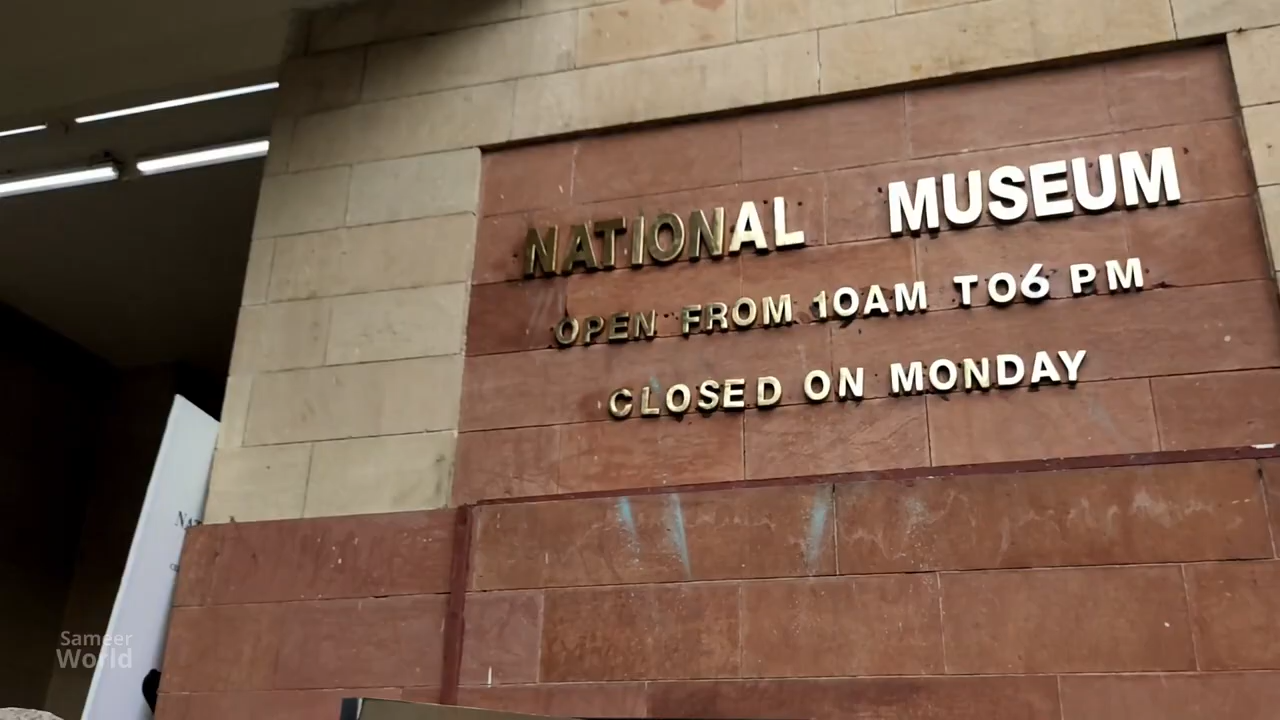 NATIONAL MUSEUM
OPEN FROM 10AM TO6 PM
CLOSED ON MONDAY
Sameer
World